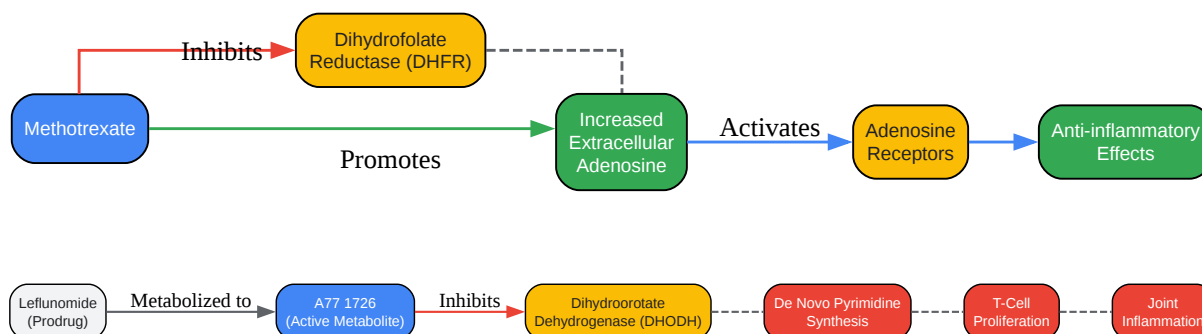 Inhibits
Dihydrofolate
Reductase (DHFR)
Methotrexate
Promotes
Increased
Extracellular
Adenosine
Activates
Adenosine
Receptors
Anti-inflammatory
Effects
Leflunomide
(Prodrug)
Metabolized to
A77 1726
(Active Metabolite)
Inhibits
Dihydroorotate
Dehydrogenase (DHODH)
De Novo Pyrimidine
Synthesis
T-Cell
Proliferation
Joint
Inflammation